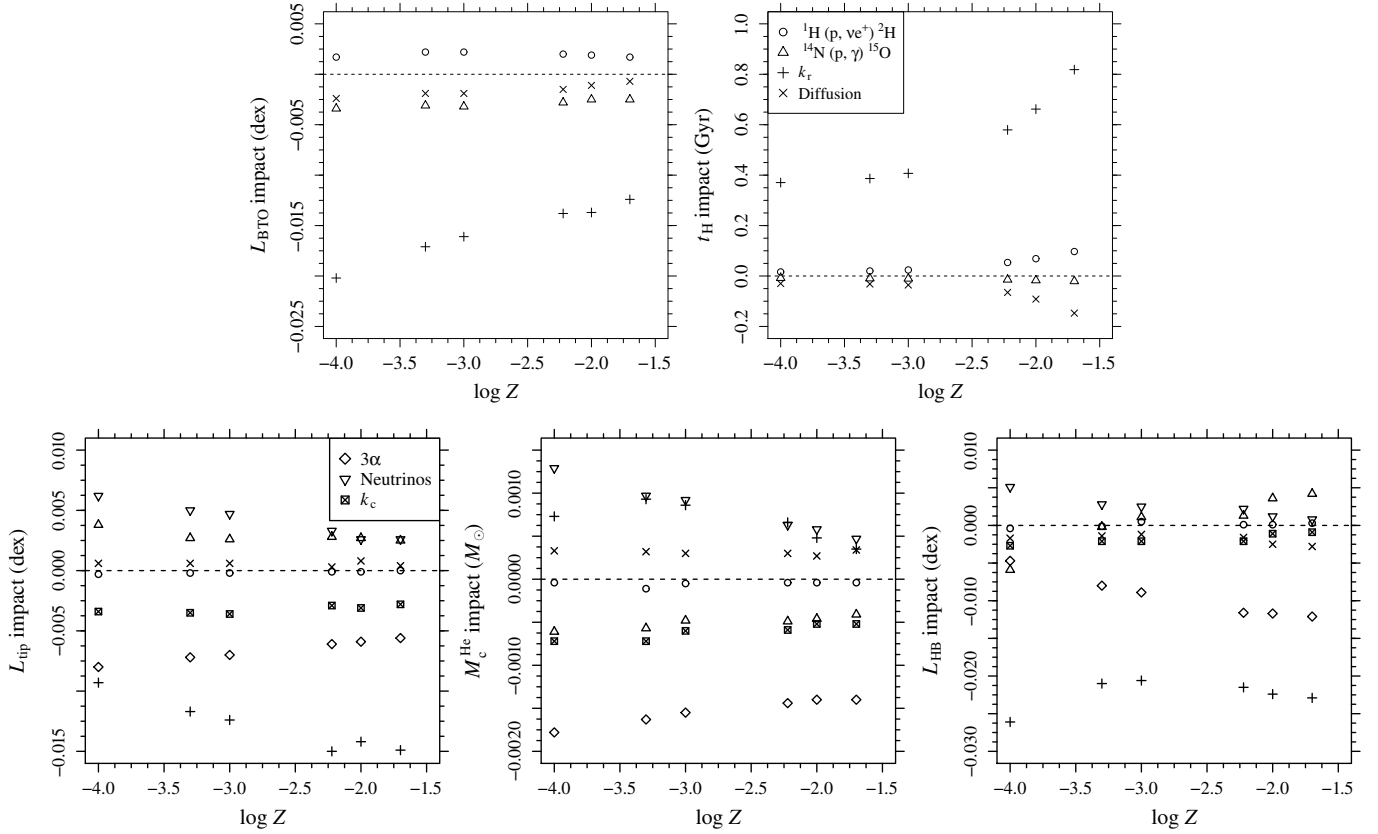 L_BTO impact (dex)
0.005
−0.005
−0.015
−0.025
−4.0 −3.5 −3.0 −2.5 −2.0 −1.5
log Z
t_H impact (Gyr)
1.0
0.8
0.6
0.4
0.2
0.0
−0.2
¹H (p, νe⁺) ²H
¹⁴N (p, γ) ¹⁵O
k_r
Diffusion
−4.0 −3.5 −3.0 −2.5 −2.0 −1.5
log Z
L_tip impact (dex)
0.010
0.005
0.000
−0.005
−0.015
3α
Neutrinos
k_c
−4.0 −3.5 −3.0 −2.5 −2.0 −1.5
log Z
M_c^He impact (M_⊙)
0.0010
0.0000
−0.0010
−0.0020
−4.0 −3.5 −3.0 −2.5 −2.0 −1.5
log Z
L_HB impact (dex)
0.010
0.000
−0.010
−0.020
−0.030
−4.0 −3.5 −3.0 −2.5 −2.0 −1.5
log Z